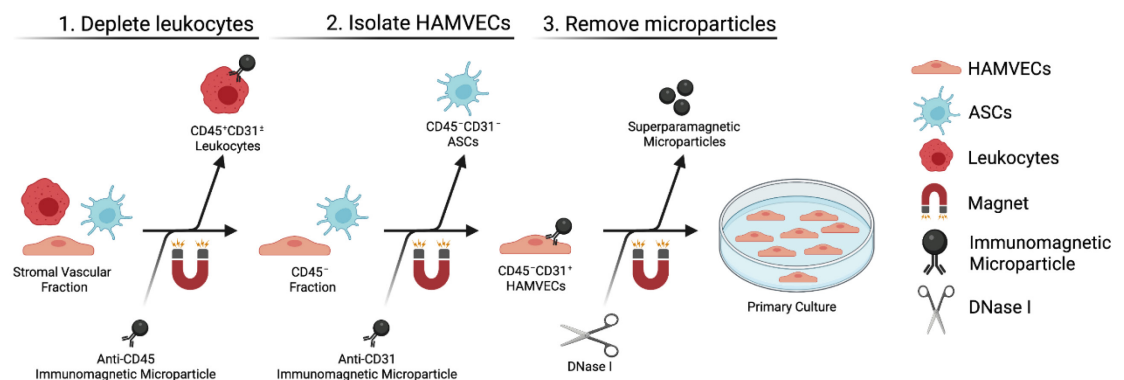 1. Deplete leukocytes
2. Isolate HAMVECs
3. Remove microparticles
CD45⁺CD31±
Leukocytes
CD45⁻CD31⁻
ASCs
Superparamagnetic
Microparticles
Stromal Vascular
Fraction
CD45⁻
Fraction
CD45⁻CD31⁺
HAMVECs
Primary Culture
Anti-CD45
Immunomagnetic Microparticle
Anti-CD31
Immunomagnetic Microparticle
DNase I
HAMVECs
ASCs
Leukocytes
Magnet
Immunomagnetic
Microparticle
DNase I